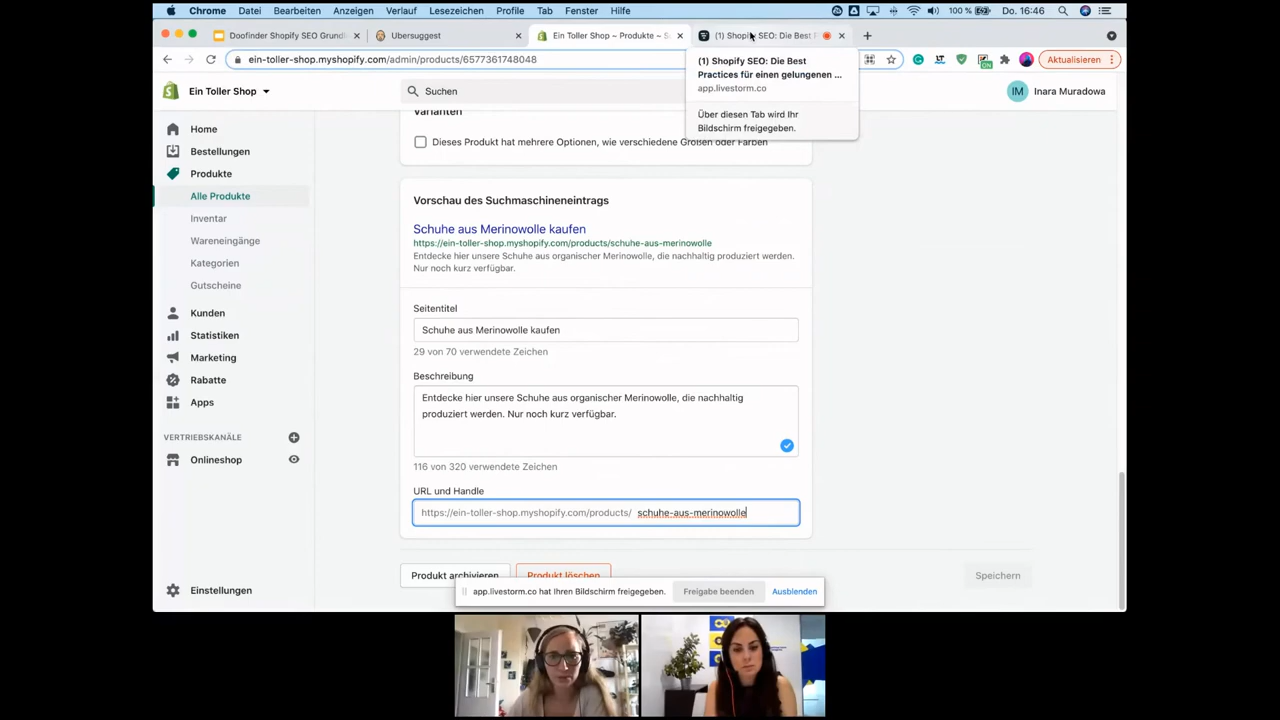 Chrome Datei Bearbeiten Anzeigen Verlauf Lesezeichen Profile Tab Fenster Hilfe
100 % Do. 16:46
Doofinder Shopify SEO Grundl
Ubersuggest
Ein Toller Shop ~ Produkte ~ S
(1) Shopify SEO: Die Best P
ein-toller-shop.myshopify.com/admin/products/6577361748048
Aktualisieren
(1) Shopify SEO: Die Best
Practices für einen gelungenen ...
app.livestorm.co
Über diesen Tab wird Ihr
Bildschirm freigegeben.
Ein Toller Shop
Suchen
IM Inara Muradowa
Home
Bestellungen
Produkte
Alle Produkte
Inventar
Wareneingänge
Kategorien
Gutscheine
Kunden
Statistiken
Marketing
Rabatte
Apps
VERTRIEBSKANÄLE
Onlineshop
Einstellungen
Varianten
Dieses Produkt hat mehrere Optionen, wie verschiedene Größen oder Farben
Vorschau des Suchmaschineneintrags
Schuhe aus Merinowolle kaufen
https://ein-toller-shop.myshopify.com/products/schuhe-aus-merinowolle
Entdecke hier unsere Schuhe aus organischer Merinowolle, die nachhaltig produziert werden.
Nur noch kurz verfügbar.
Seitentitel
Schuhe aus Merinowolle kaufen
29 von 70 verwendete Zeichen
Beschreibung
Entdecke hier unsere Schuhe aus organischer Merinowolle, die nachhaltig
produziert werden. Nur noch kurz verfügbar.
116 von 320 verwendete Zeichen
URL und Handle
https://ein-toller-shop.myshopify.com/products/ schuhe-aus-merinowolle
Produkt archivieren
Produkt löschen
Speichern
app.livestorm.co hat Ihren Bildschirm freigegeben.
Freigabe beenden
Ausblenden